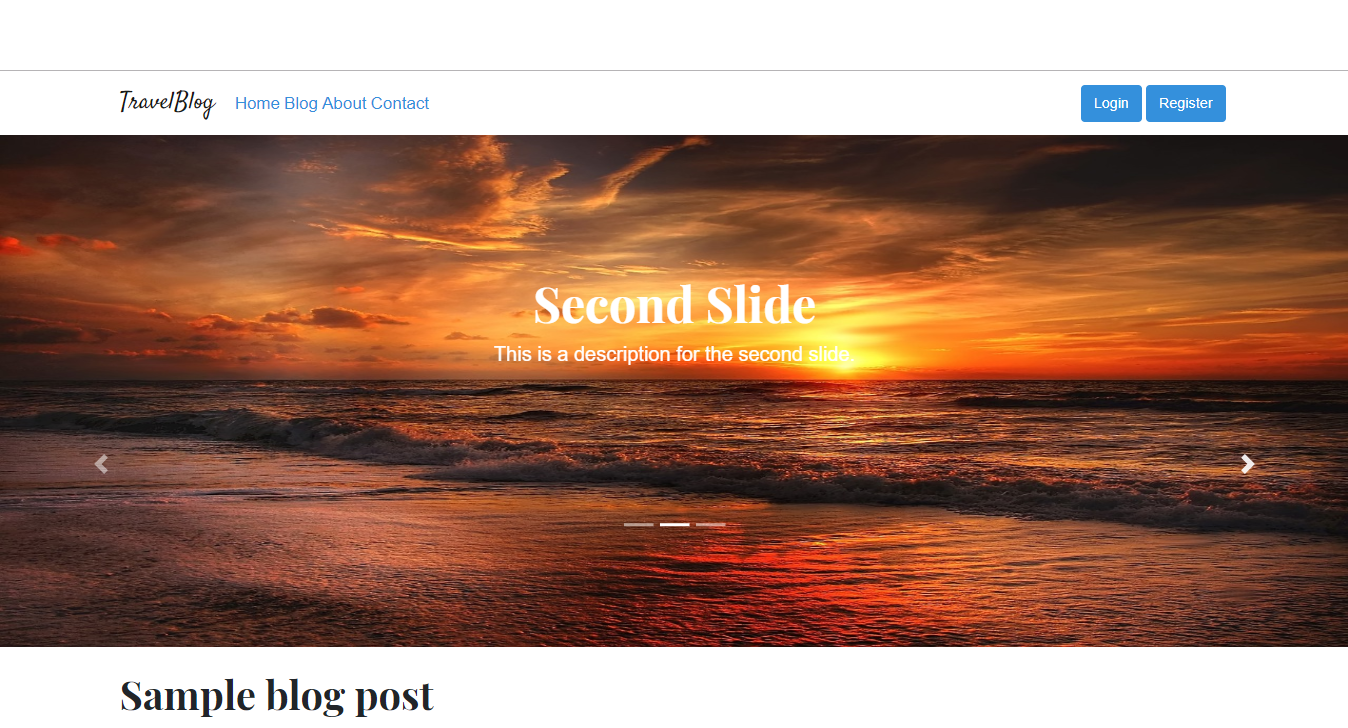 TravelBlog Home Blog About Contact Login Register
Second Slide
This is a description for the second slide.
Sample blog post